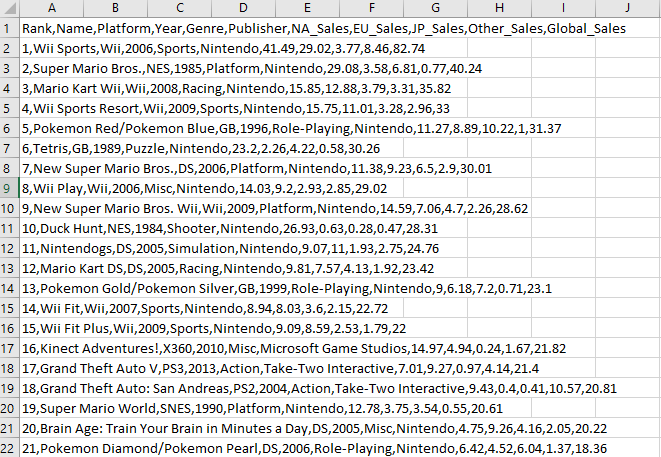 A B C D E F G H I J
1 Rank,Name,Platform,Year,Genre,Publisher,NA_Sales,EU_Sales,JP_Sales,Other_Sales,Global_Sales
2 1,Wii Sports,Wii,2006,Sports,Nintendo,41.49,29.02,3.77,8.46,82.74
3 2,Super Mario Bros.,NES,1985,Platform,Nintendo,29.08,3.58,6.81,0.77,40.24
4 3,Mario Kart Wii,Wii,2008,Racing,Nintendo,15.85,12.88,3.79,3.31,35.82
5 4,Wii Sports Resort,Wii,2009,Sports,Nintendo,15.75,11.01,3.28,2.96,33
6 5,Pokemon Red/Pokemon Blue,GB,1996,Role-Playing,Nintendo,11.27,8.89,10.22,1,31.37
7 6,Tetris,GB,1989,Puzzle,Nintendo,23.2,2.26,4.22,0.58,30.26
8 7,New Super Mario Bros.,DS,2006,Platform,Nintendo,11.38,9.23,6.5,2.9,30.01
9 8,Wii Play,Wii,2006,Misc,Nintendo,14.03,9.2,2.93,2.85,29.02
10 9,New Super Mario Bros. Wii,Wii,2009,Platform,Nintendo,14.59,7.06,4.7,2.26,28.62
11 10,Duck Hunt,NES,1984,Shooter,Nintendo,26.93,0.63,0.28,0.47,28.31
12 11,Nintendogs,DS,2005,Simulation,Nintendo,9.07,11,1.93,2.75,24.76
13 12,Mario Kart DS,DS,2005,Racing,Nintendo,9.81,7.57,4.13,1.92,23.42
14 13,Pokemon Gold/Pokemon Silver,GB,1999,Role-Playing,Nintendo,9,6.18,7.2,0.71,23.1
15 14,Wii Fit,Wii,2007,Sports,Nintendo,8.94,8.03,3.6,2.15,22.72
16 15,Wii Fit Plus,Wii,2009,Sports,Nintendo,9.09,8.59,2.53,1.79,22
17 16,Kinect Adventures!,X360,2010,Misc,Microsoft Game Studios,14.97,4.94,0.24,1.67,21.82
18 17,Grand Theft Auto V,PS3,2013,Action,Take-Two Interactive,7.01,9.27,0.97,4.14,21.4
19 18,Grand Theft Auto: San Andreas,PS2,2004,Action,Take-Two Interactive,9.43,0.4,0.41,10.57,20.81
20 19,Super Mario World,SNES,1990,Platform,Nintendo,12.78,3.75,3.54,0.55,20.61
21 20,Brain Age: Train Your Brain in Minutes a Day,DS,2005,Misc,Nintendo,4.75,9.26,4.16,2.05,20.22
22 21,Pokemon Diamond/Pokemon Pearl,DS,2006,Role-Playing,Nintendo,6.42,4.52,6.04,1.37,18.36